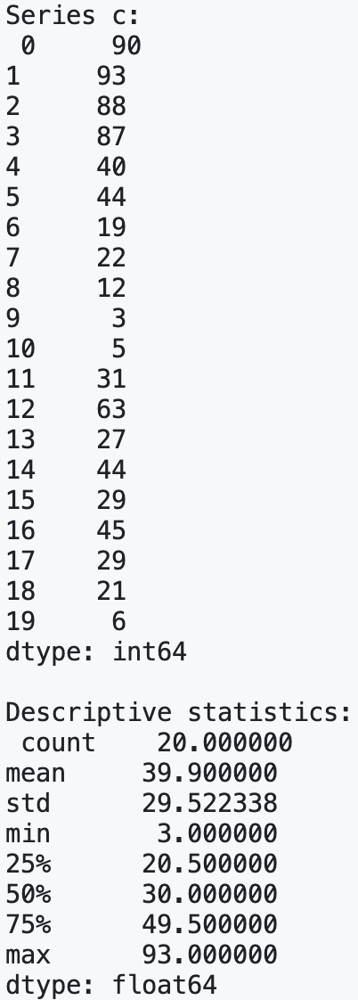 Series c:
 0     90
1     93
2     88
3     87
4     40
5     44
6     19
7     22
8     12
9      3
10     5
11    31
12    63
13    27
14    44
15    29
16    45
17    29
18    21
19     6
dtype: int64

Descriptive statistics:
 count    20.000000
mean     39.900000
std      29.522338
min       3.000000
25%      20.500000
50%      30.000000
75%      49.500000
max      93.000000
dtype: float64